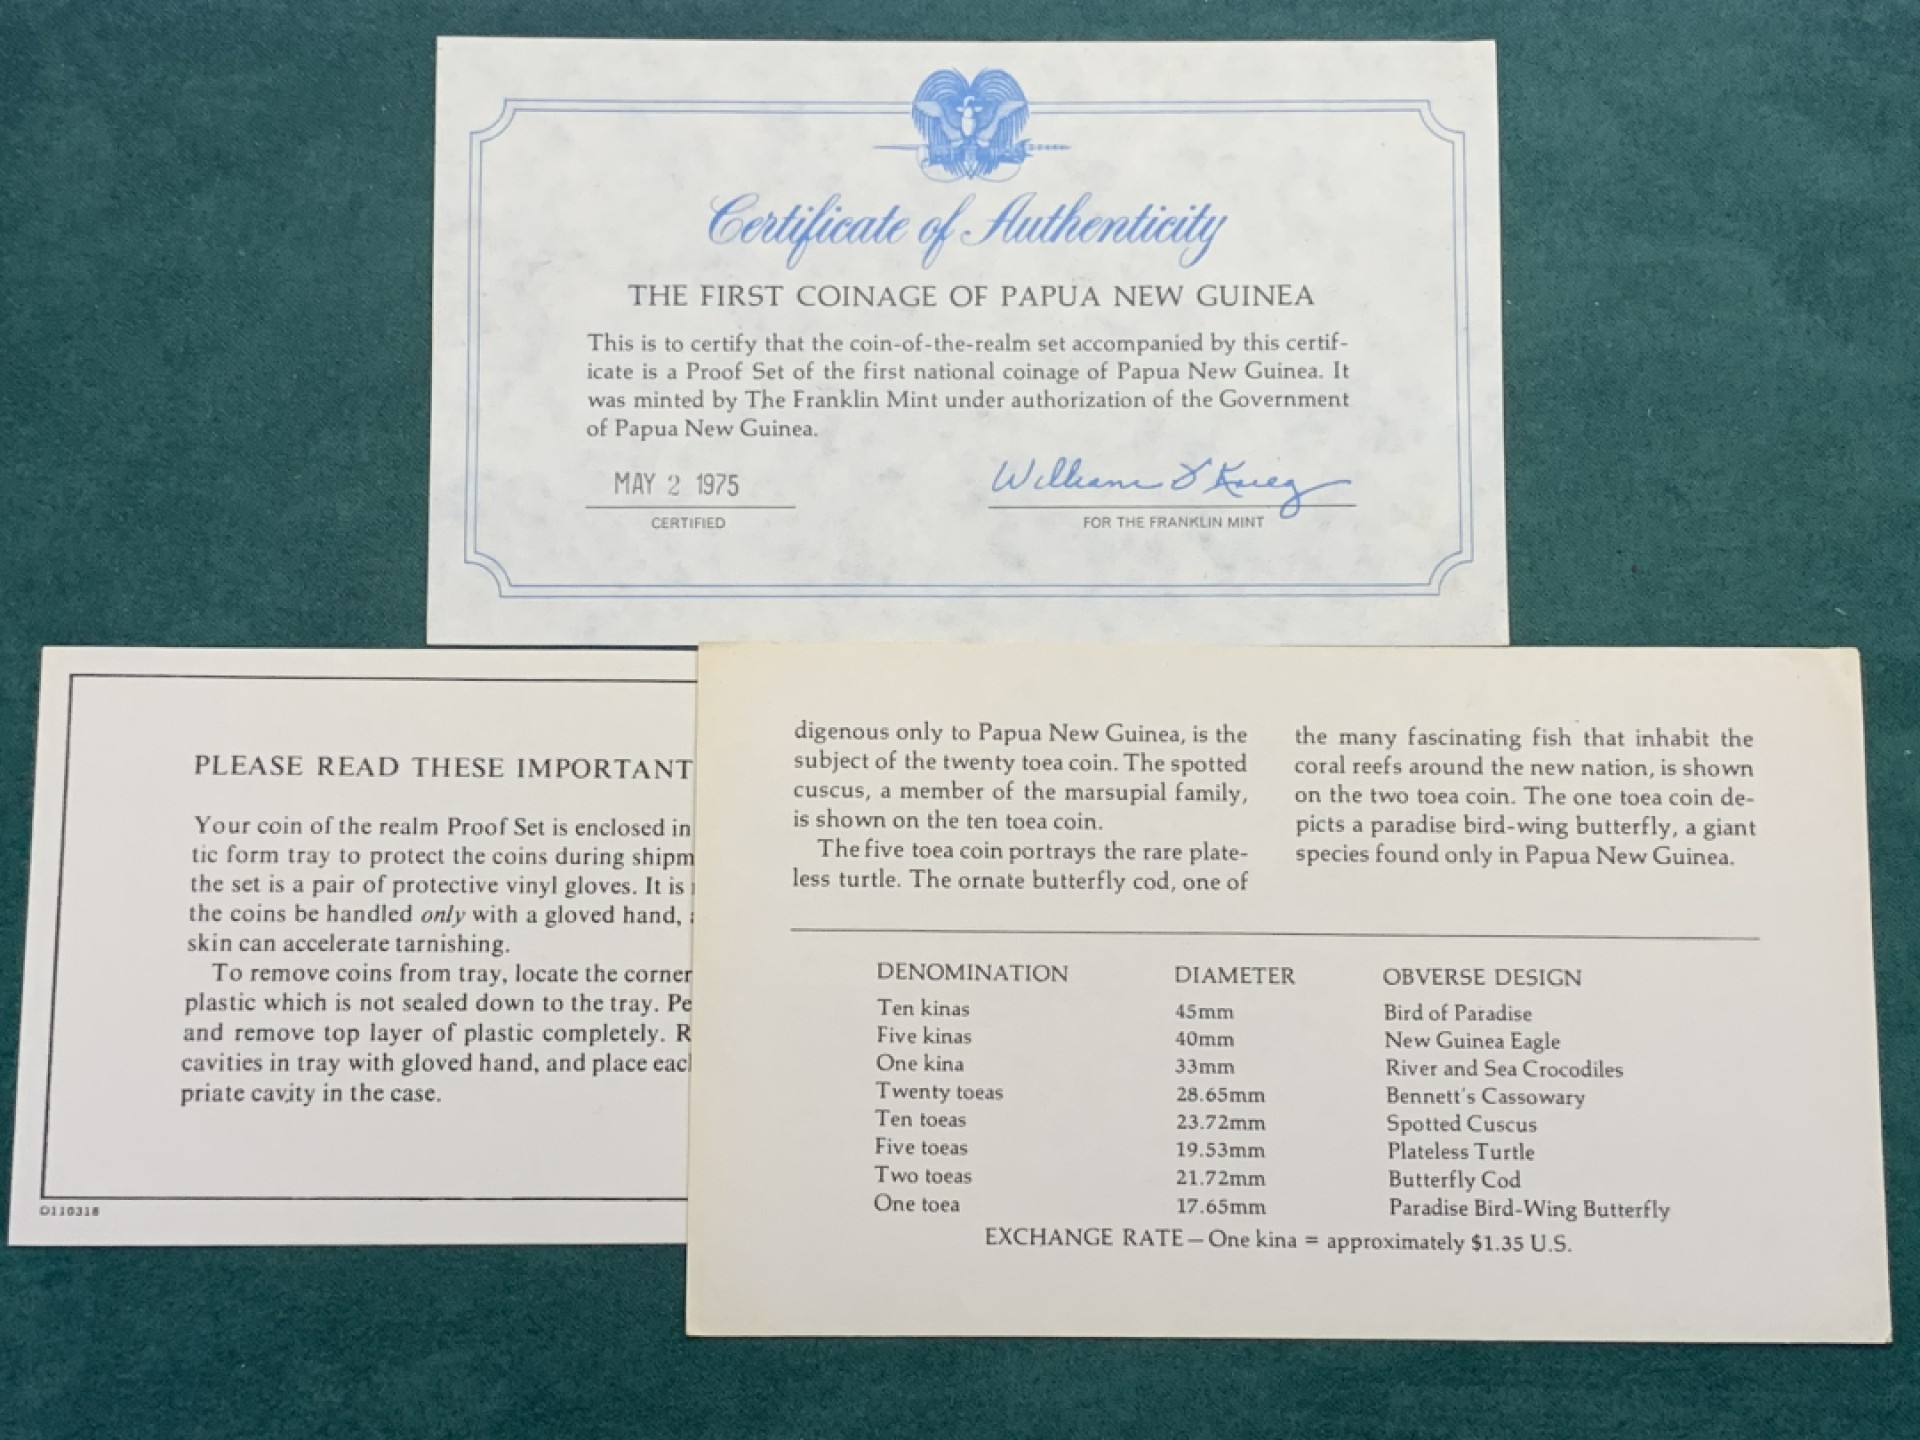 Certificate of Authenticity
THE FIRST COINAGE OF PAPUA NEW GUINEA
This is to certify that the coin-of-the-realm set accompanied by this certif-
icate is a Proof Set of the first national coinage of Papua New Guinea. It
was minted by The Franklin Mint under authorization of the Government
of Papua New Guinea.
MAY 2 1975
CERTIFIED
William J Krieg
FOR THE FRANKLIN MINT
PLEASE READ THESE IMPORTANT
Your coin of the realm Proof Set is enclosed in
tic form tray to protect the coins during shipm
the set is a pair of protective vinyl gloves. It is
the coins be handled only with a gloved hand,
skin can accelerate tarnishing.
To remove coins from tray, locate the corner
plastic which is not sealed down to the tray. Pe
and remove top layer of plastic completely. R
cavities in tray with gloved hand, and place eac
priate cavity in the case.
D110318
digenous only to Papua New Guinea, is the
subject of the twenty toea coin. The spotted
cuscus, a member of the marsupial family,
is shown on the ten toea coin.
The five toea coin portrays the rare plate-
less turtle. The ornate butterfly cod, one of
the many fascinating fish that inhabit the
coral reefs around the new nation, is shown
on the two toea coin. The one toea coin de-
picts a paradise bird-wing butterfly, a giant
species found only in Papua New Guinea.
DENOMINATION DIAMETER OBVERSE DESIGN
Ten kinas 45mm Bird of Paradise
Five kinas 40mm New Guinea Eagle
One kina 33mm River and Sea Crocodiles
Twenty toeas 28.65mm Bennett's Cassowary
Ten toeas 23.72mm Spotted Cuscus
Five toeas 19.53mm Plateless Turtle
Two toeas 21.72mm Butterfly Cod
One toea 17.65mm Paradise Bird-Wing Butterfly
EXCHANGE RATE—One kina = approximately $1.35 U.S.